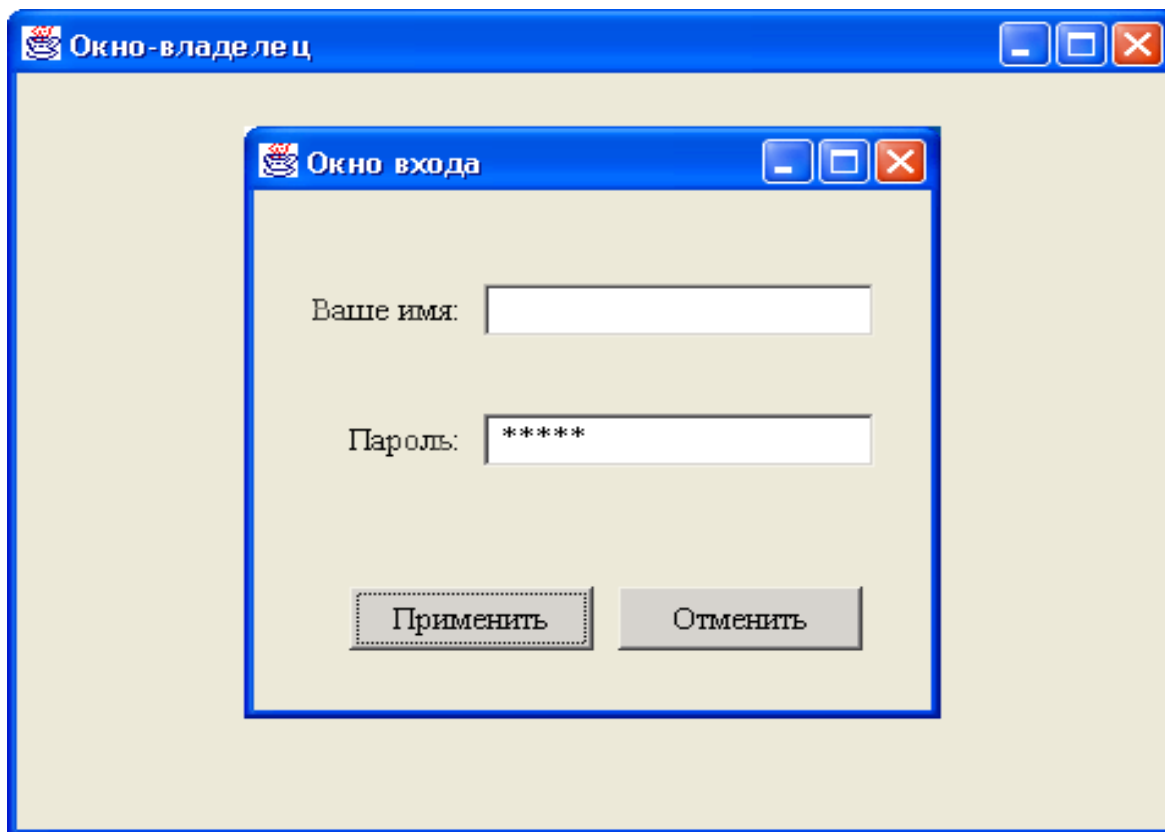 Окно-владелец
Окно входа
Ваше имя:
Пароль: *****
Применить Отменить